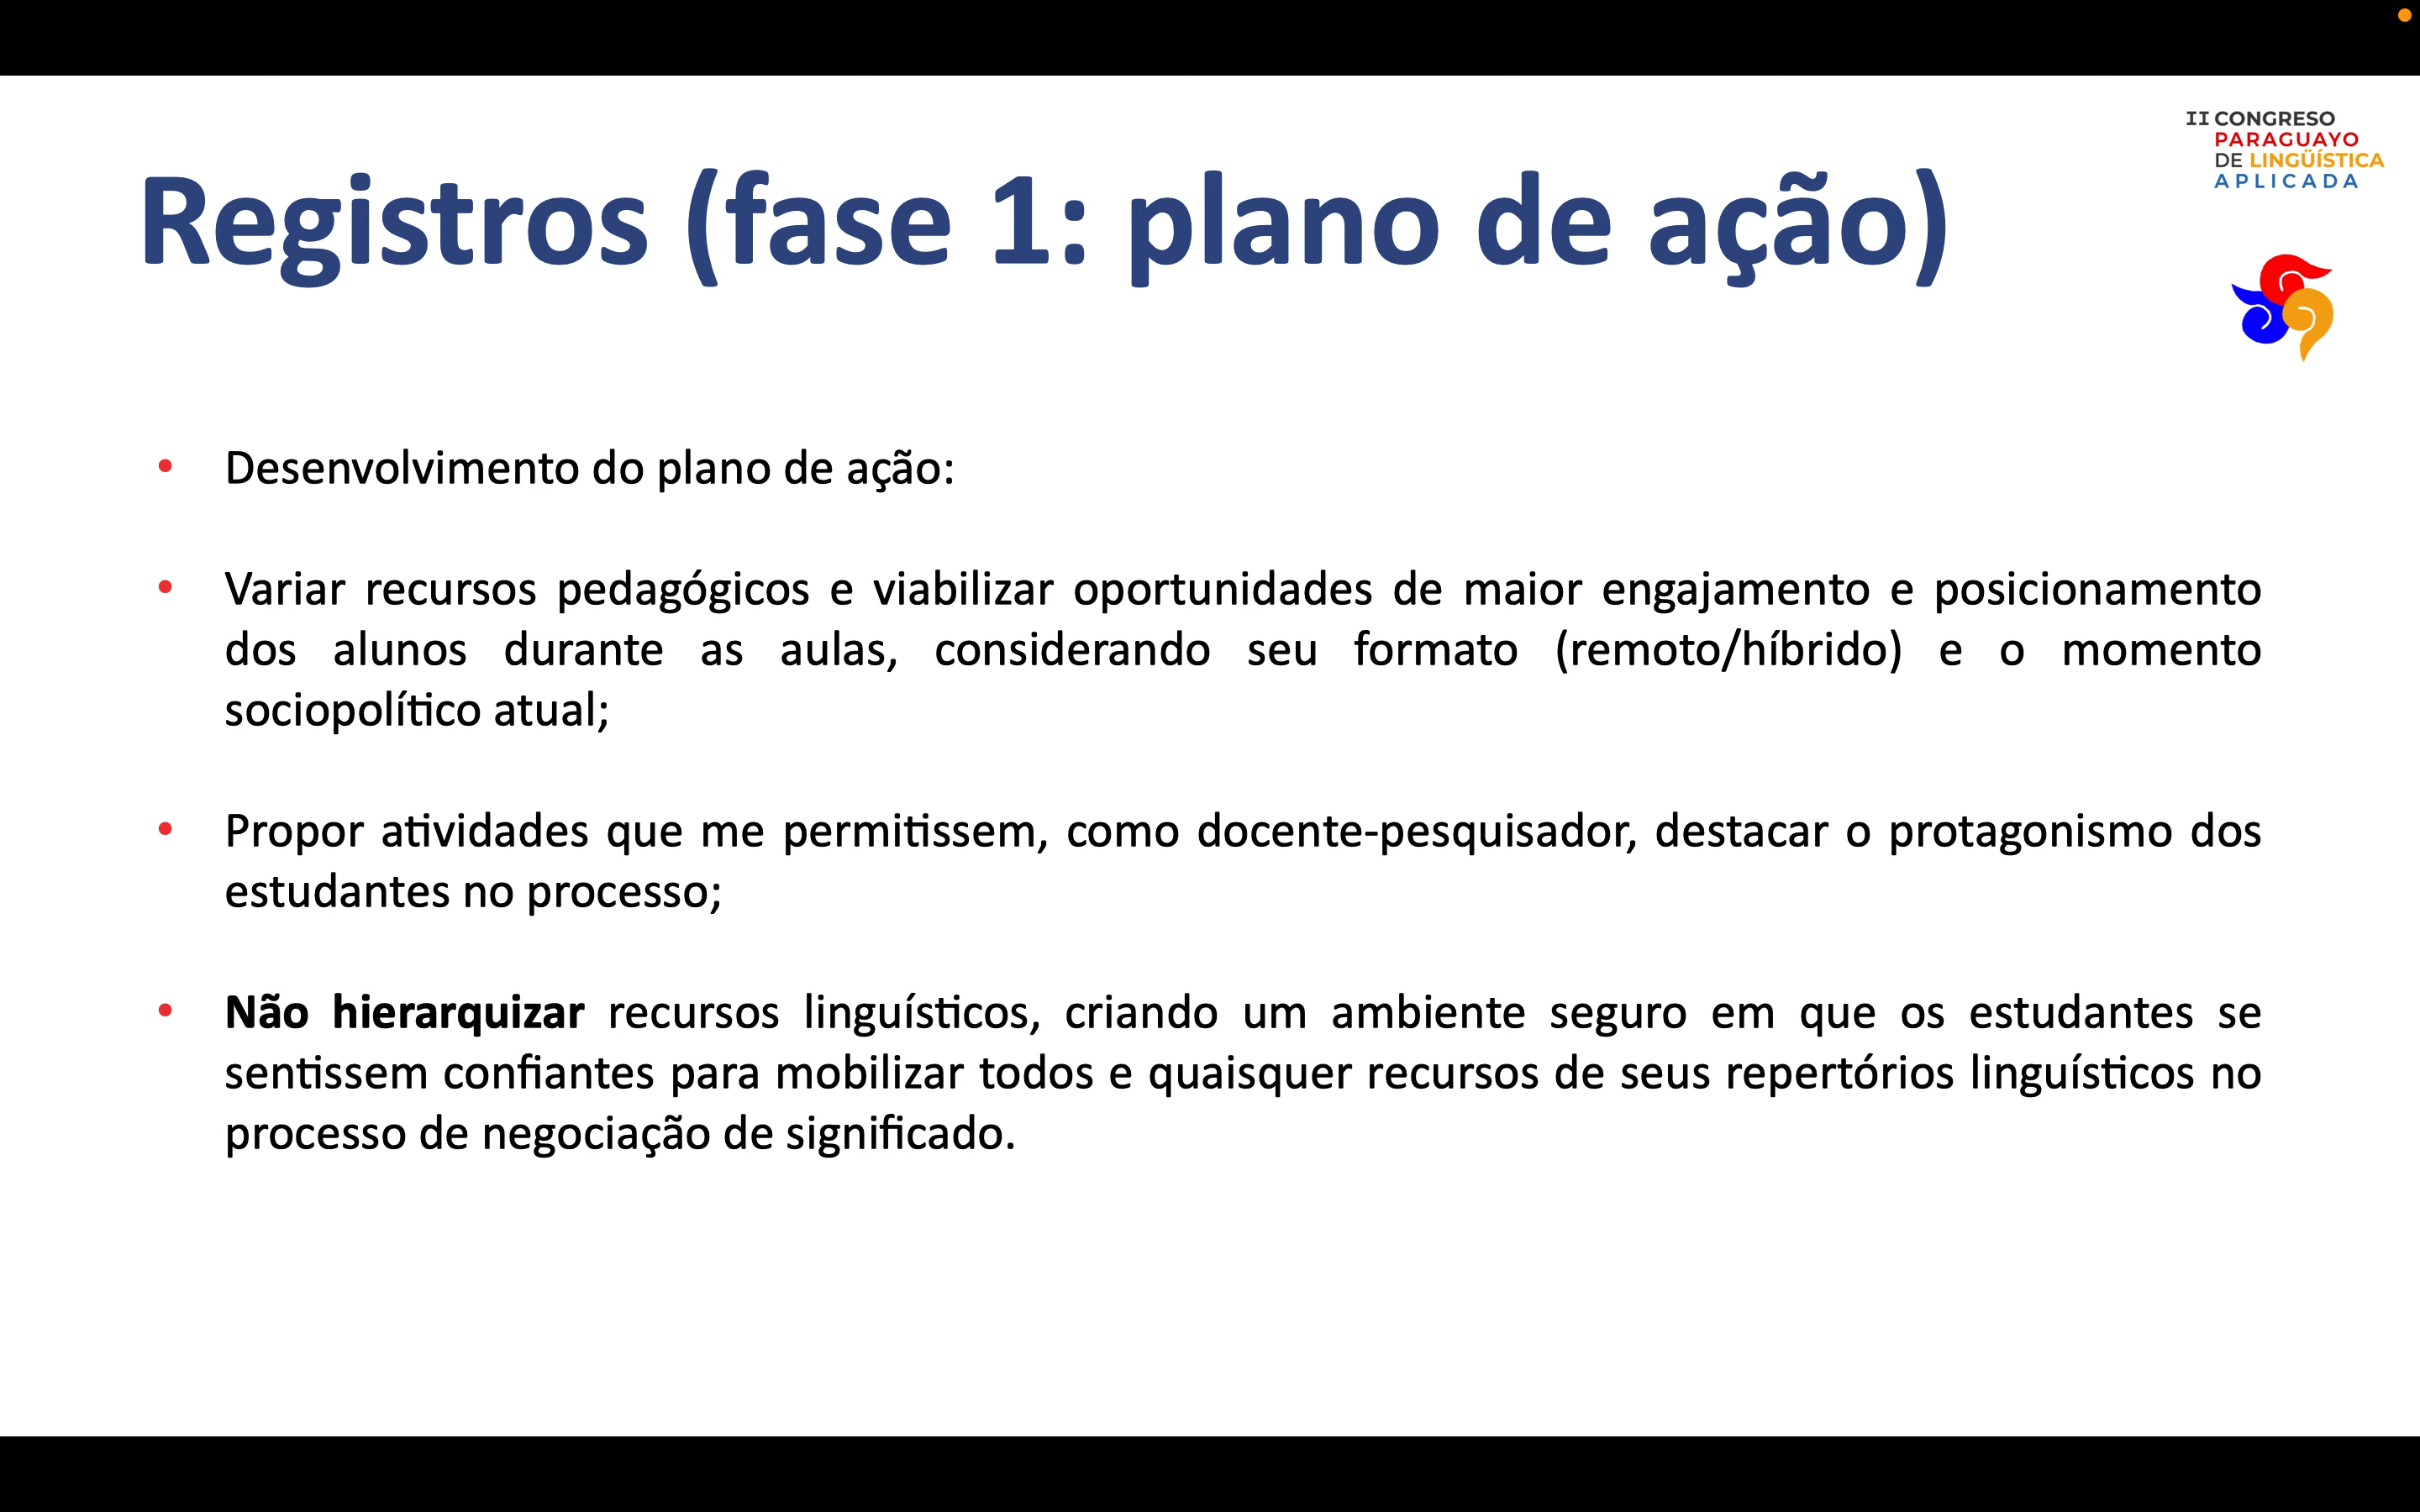 II CONGRESO
PARAGUAYO
DE LINGÜÍSTICA
APLICADA
Registros (fase 1: plano de ação)
• Desenvolvimento do plano de ação:
• Variar recursos pedagógicos e viabilizar oportunidades de maior engajamento e posicionamento
dos alunos durante as aulas, considerando seu formato (remoto/híbrido) e o momento
sociopolítico atual;
• Propor atividades que me permitissem, como docente-pesquisador, destacar o protagonismo dos
estudantes no processo;
• Não hierarquizar recursos linguísticos, criando um ambiente seguro em que os estudantes se
sentissem confiantes para mobilizar todos e quaisquer recursos de seus repertórios linguísticos no
processo de negociação de significado.